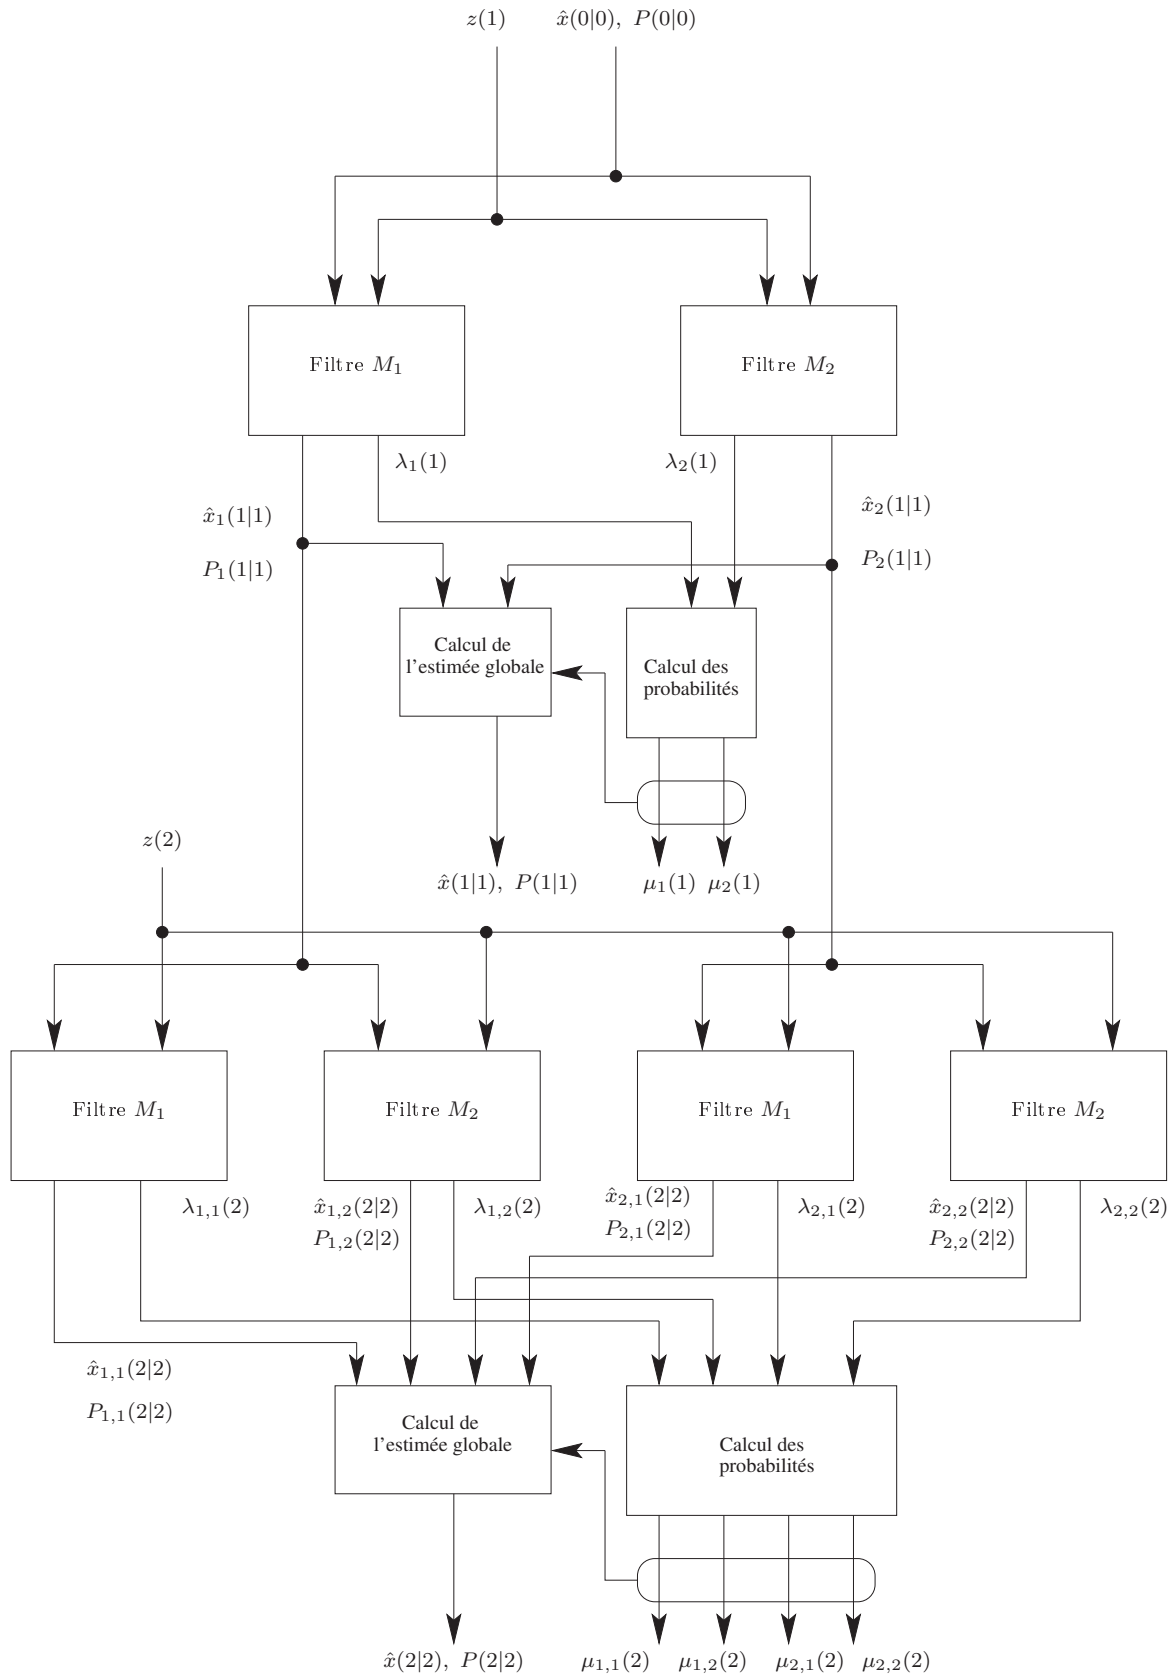 z(1) x̂(0|0), P(0|0)
Filtre M₁ Filtre M₂
λ₁(1) λ₂(1)
x̂₁(1|1) x̂₂(1|1)
P₁(1|1) P₂(1|1)
Calcul de
l'estimée globale
Calcul des
probabilités
z(2)
x̂(1|1), P(1|1) μ₁(1) μ₂(1)
Filtre M₁ Filtre M₂ Filtre M₁ Filtre M₂
λ₁,₁(2) x̂₁,₂(2|2) λ₁,₂(2) x̂₂,₁(2|2) λ₂,₁(2) x̂₂,₂(2|2) λ₂,₂(2)
P₁,₂(2|2) P₂,₁(2|2) P₂,₂(2|2)
x̂₁,₁(2|2)
P₁,₁(2|2)
Calcul de
l'estimée globale
Calcul des
probabilités
x̂(2|2), P(2|2) μ₁,₁(2) μ₁,₂(2) μ₂,₁(2) μ₂,₂(2)